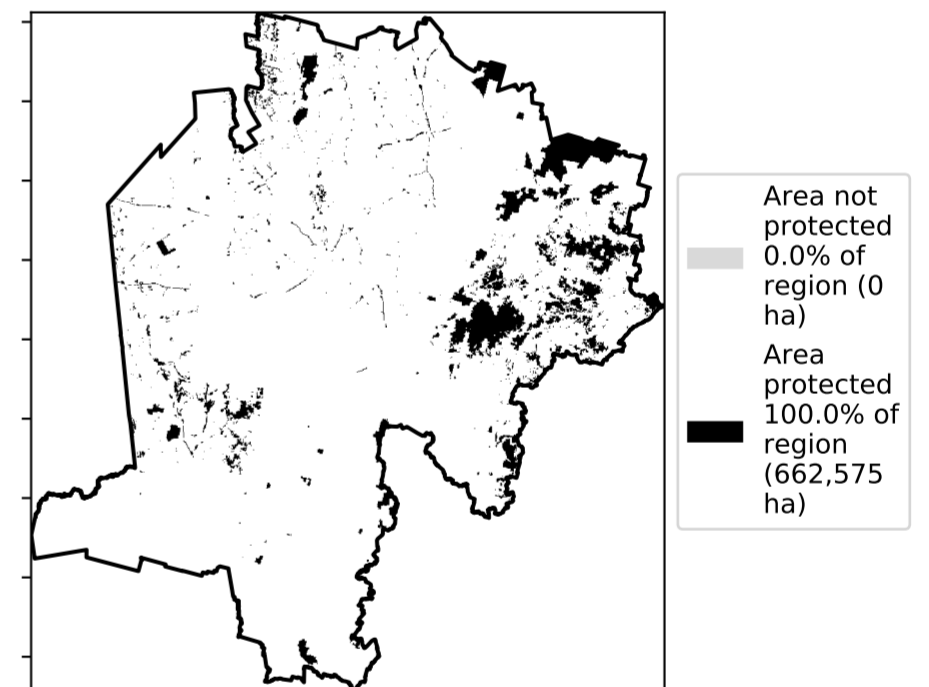 Area not
protected
0.0% of
region (0
ha)
Area
protected
100.0% of
region
(662,575
ha)